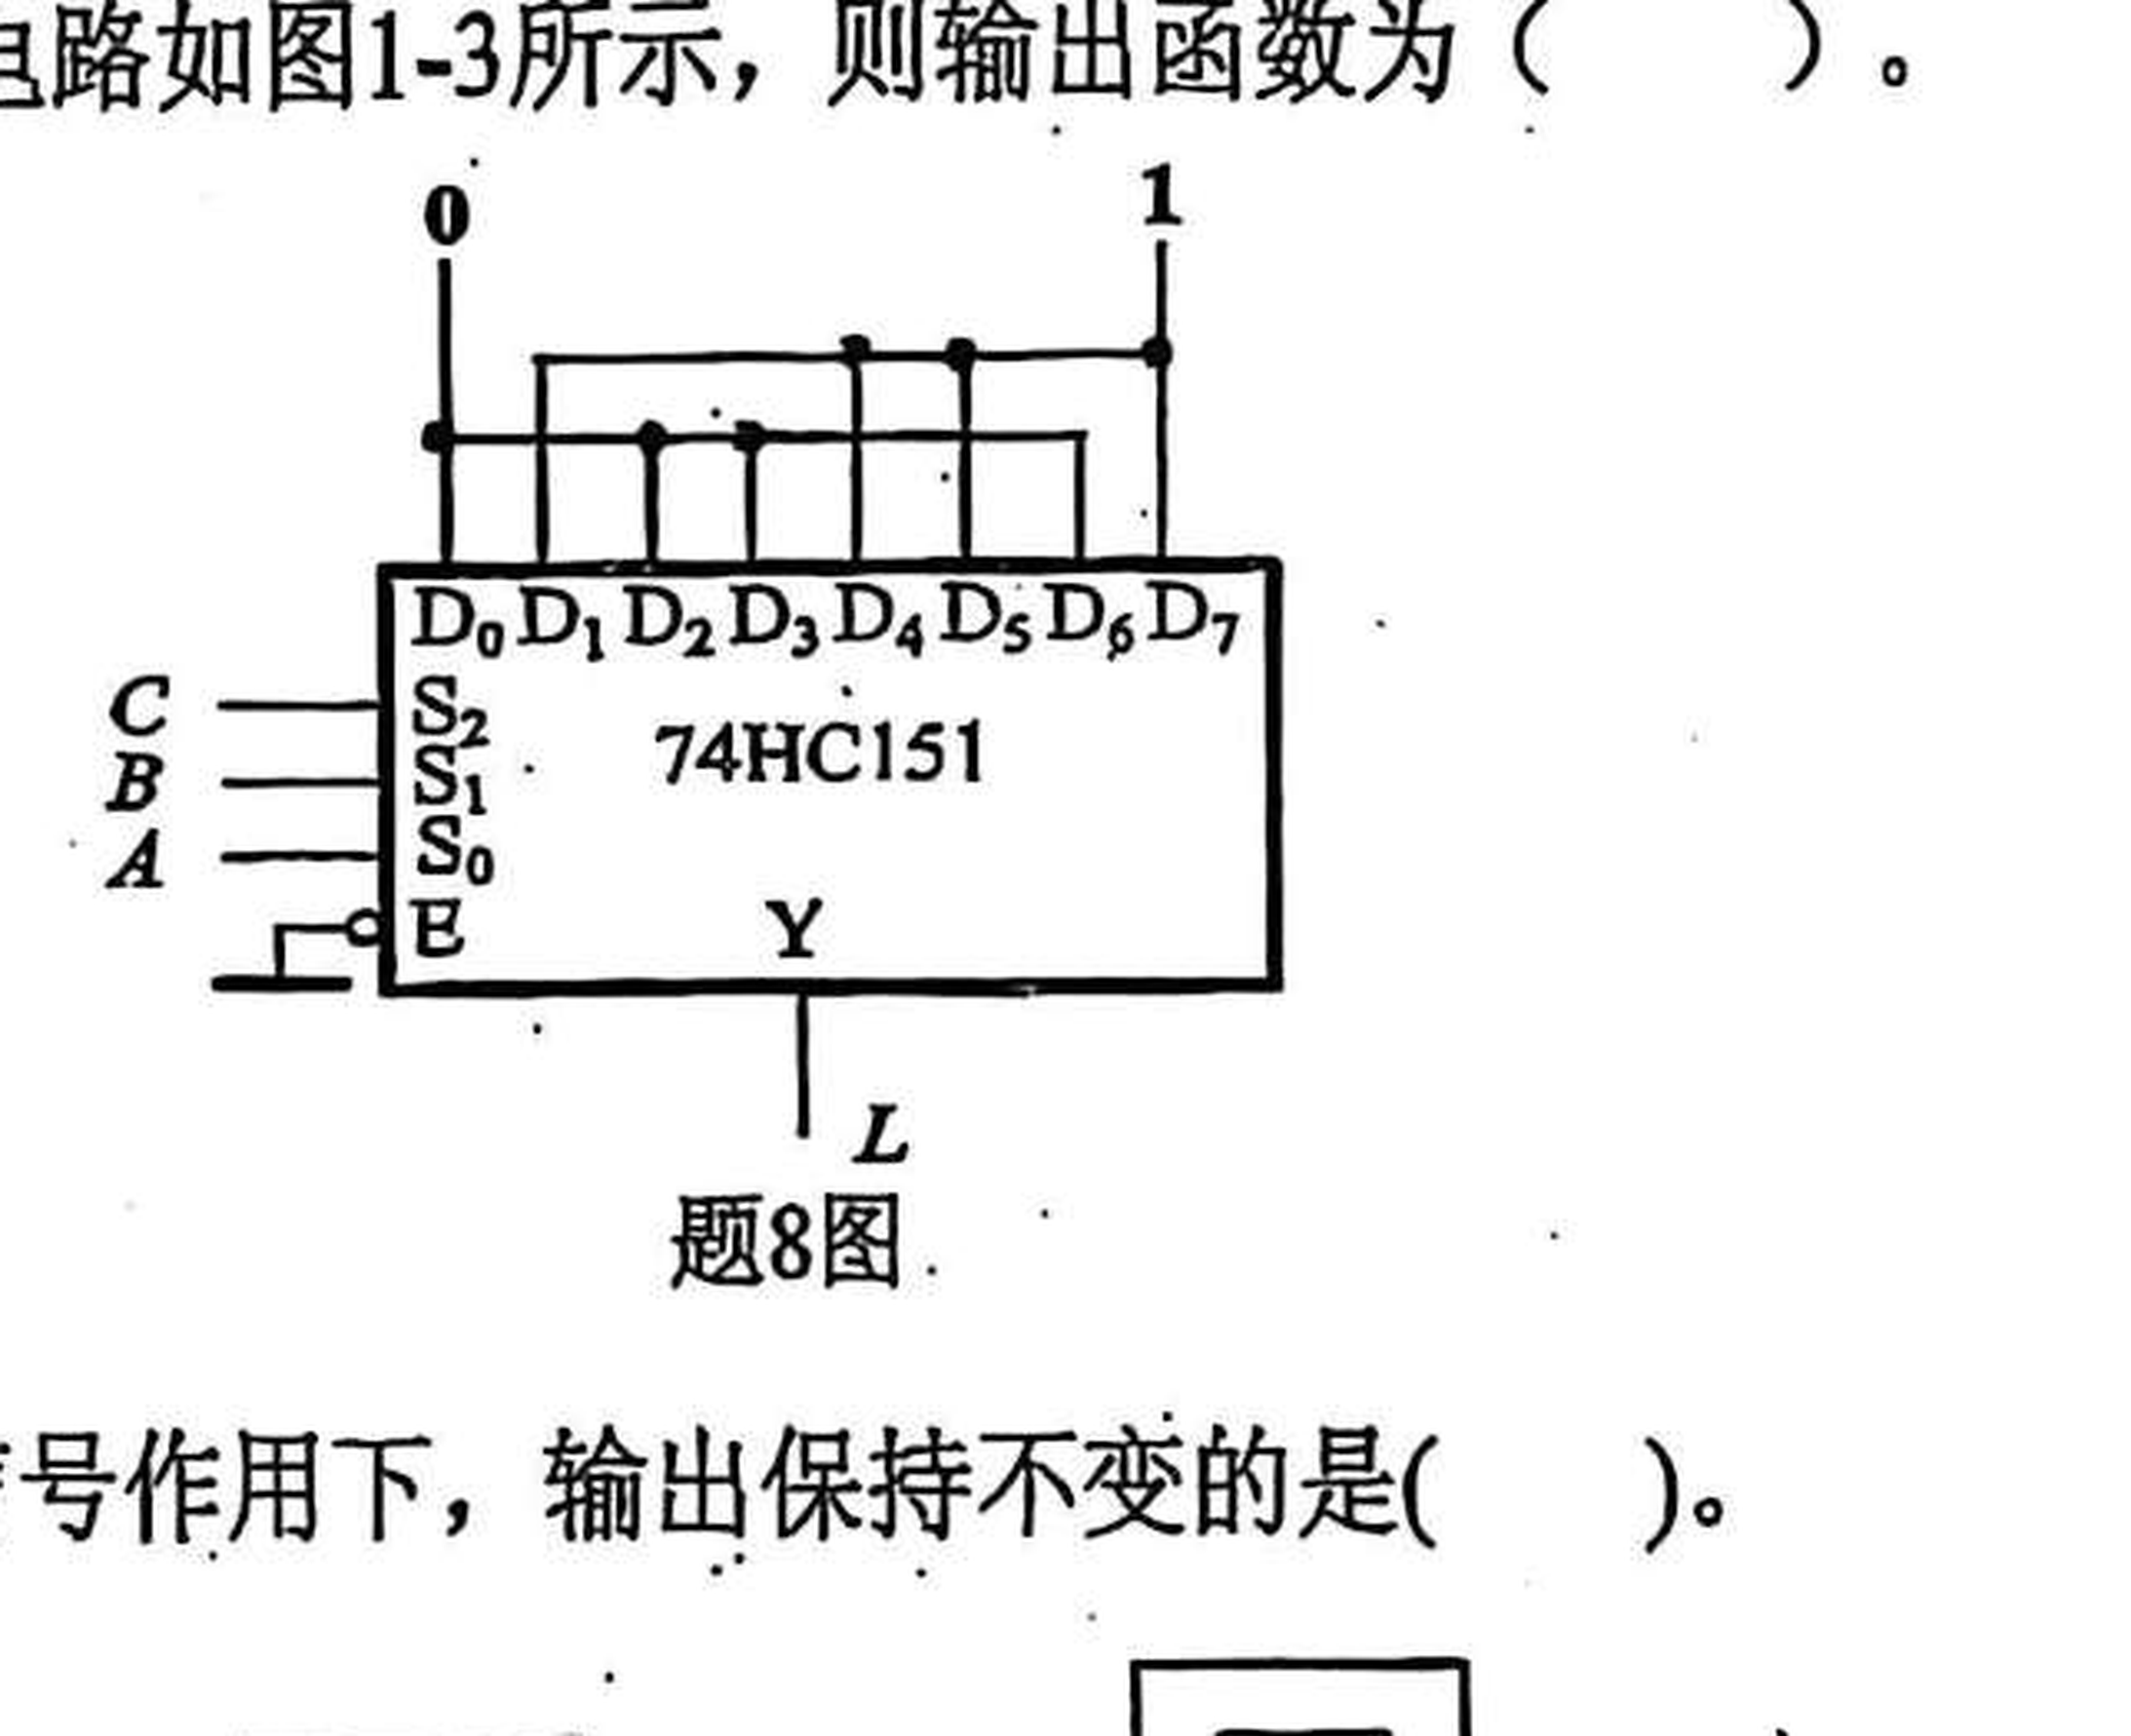 电路如图1-3所示，则输出函数为（ ）。
0 1
D0 D1 D2 D3 D4 D5 D6 D7
C S2
74HC151
B S1
A S0
E Y
L
题8图
号作用下，输出保持不变的是( )。